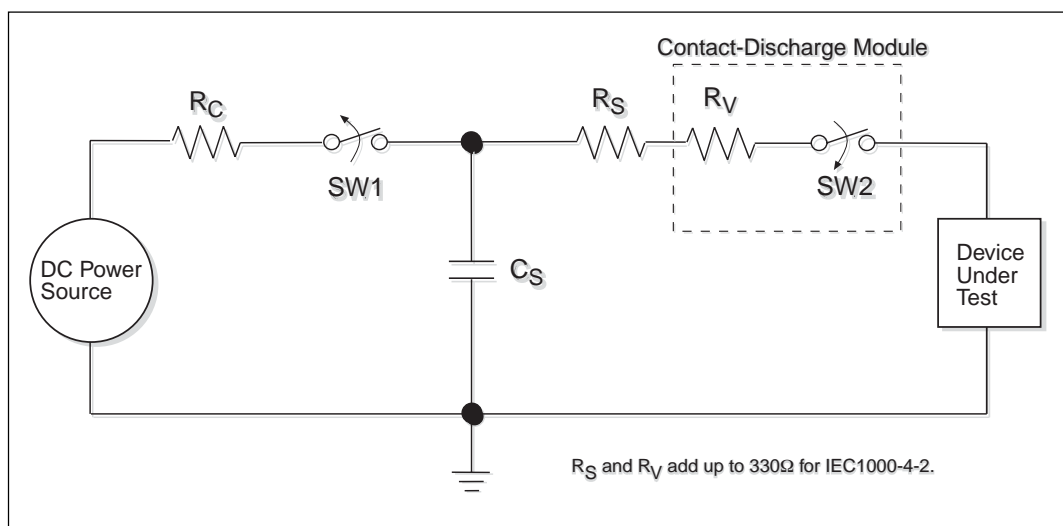 Contact-Discharge Module
RC
RS
RV
SW1
SW2
CS
DC Power
Source
Device
Under
Test
RS and RV add up to 330Ω for IEC1000-4-2.